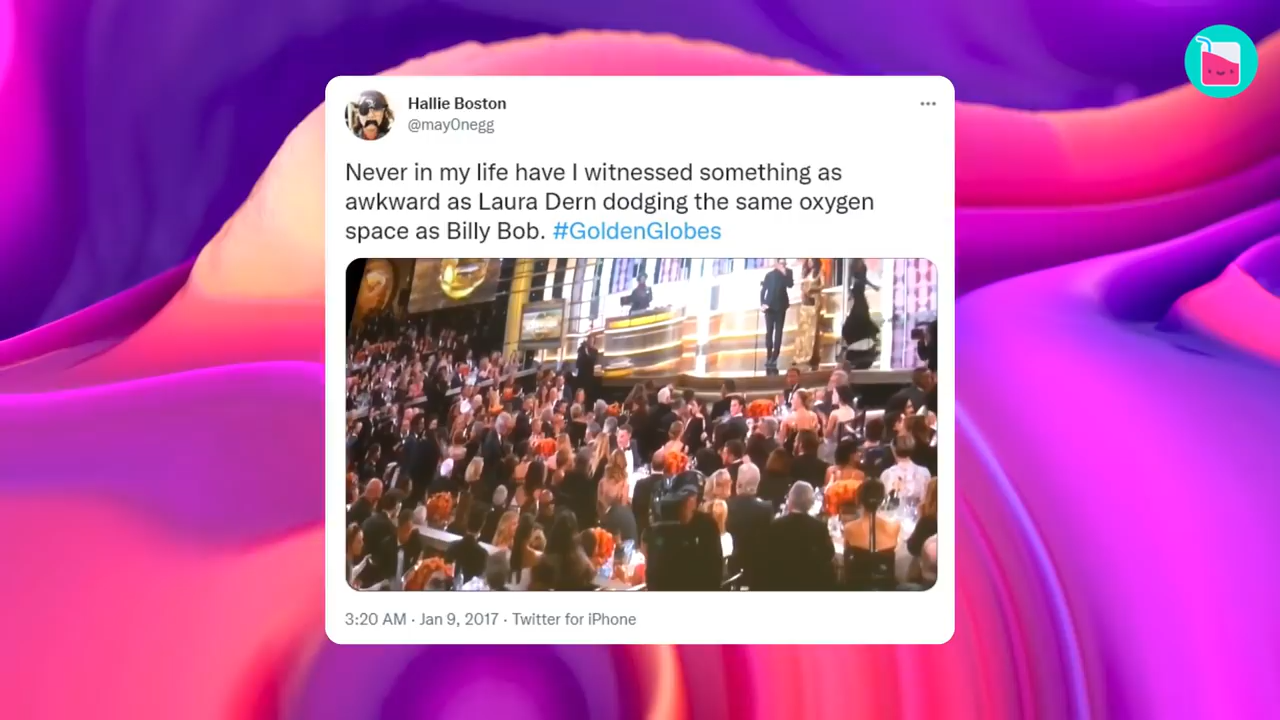 Hallie Boston
@may0negg
Never in my life have I witnessed something as
awkward as Laura Dern dodging the same oxygen
space as Billy Bob. #GoldenGlobes
3:20 AM · Jan 9, 2017 · Twitter for iPhone